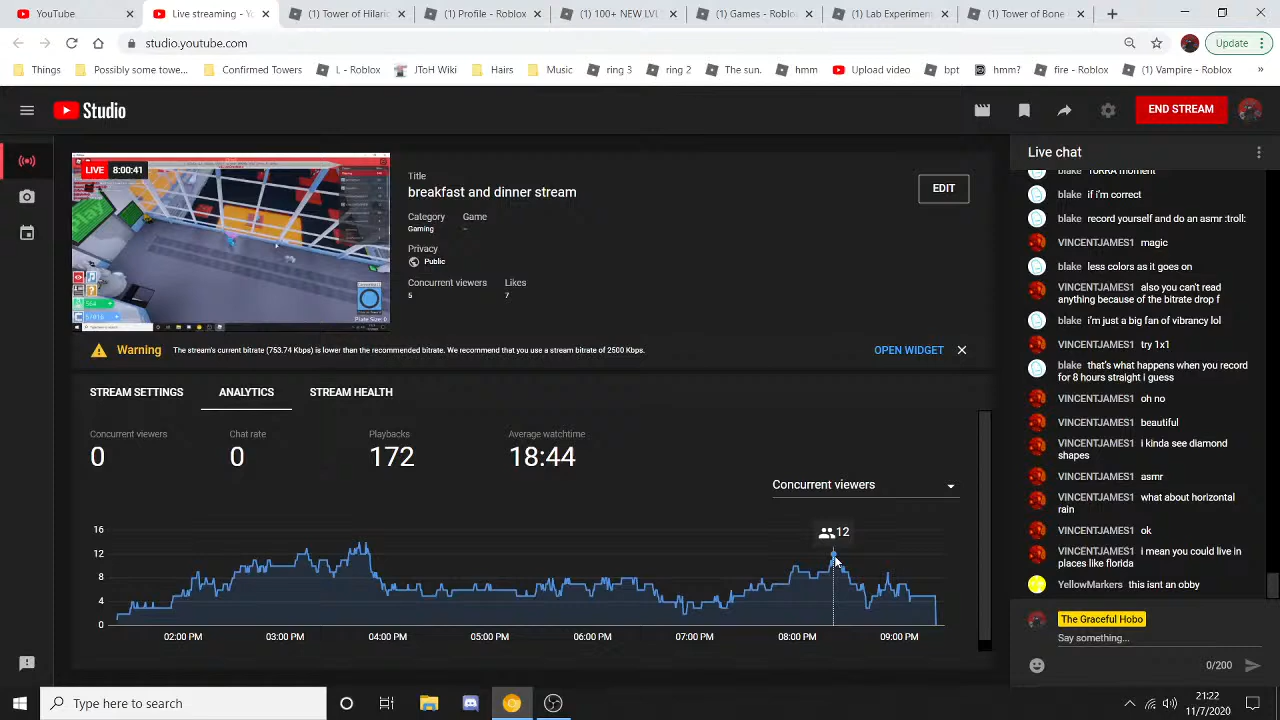 YouTube
Live streaming - Y
(1) Tower of Hilaric
(1) Profile - Roblox
(1) [00+ NEW LVL
(1) Games - Roblox
(1) Lab Experiment
(1) Tower of Bone
studio.youtube.com
Update
Things
Possibly some towe...
Confirmed Towers
L - Roblox
JToH Wiki
Hairs
Music
ring 3
ring 2
The sun.
hmm
Upload video
bpt
hmm?
fire - Roblox
(1) Vampire - Roblox
»
Studio
END STREAM
LIVE 8:00:41
Title
breakfast and dinner stream
Category Game
Gaming –
Privacy
Public
Concurrent viewers Likes
5
EDIT
Warning The stream's current bitrate (753.74 Kbps) is lower than the recommended bitrate. We recommend that you use a stream bitrate of 2500 Kbps.
OPEN WIDGET
STREAM SETTINGS ANALYTICS STREAM HEALTH
Concurrent viewers Chat rate Playbacks Average watchtime
0 0 172 18:44
Concurrent viewers
16
12
8
4
0
12
02:00 PM 03:00 PM 04:00 PM 05:00 PM 06:00 PM 07:00 PM 08:00 PM 09:00 PM
Live chat
blake if i'm correct
blake record yourself and do an asmr :troll:
VINCENTJAMES1 magic
blake less colors as it goes on
VINCENTJAMES1 also you can't read
anything because of the bitrate drop f
blake i'm just a big fan of vibrancy lol
VINCENTJAMES1 try 1x1
blake that's what happens when you record
for 8 hours straight i guess
VINCENTJAMES1 oh no
VINCENTJAMES1 beautiful
VINCENTJAMES1 i kinda see diamond
shapes
VINCENTJAMES1 asmr
VINCENTJAMES1 what about horizontal
rain
VINCENTJAMES1 ok
VINCENTJAMES1 i mean you could live in
places like florida
YellowMarkers this isnt an obby
The Graceful Hobo
Say something...
0/200
Type here to search
21:22
11/7/2020